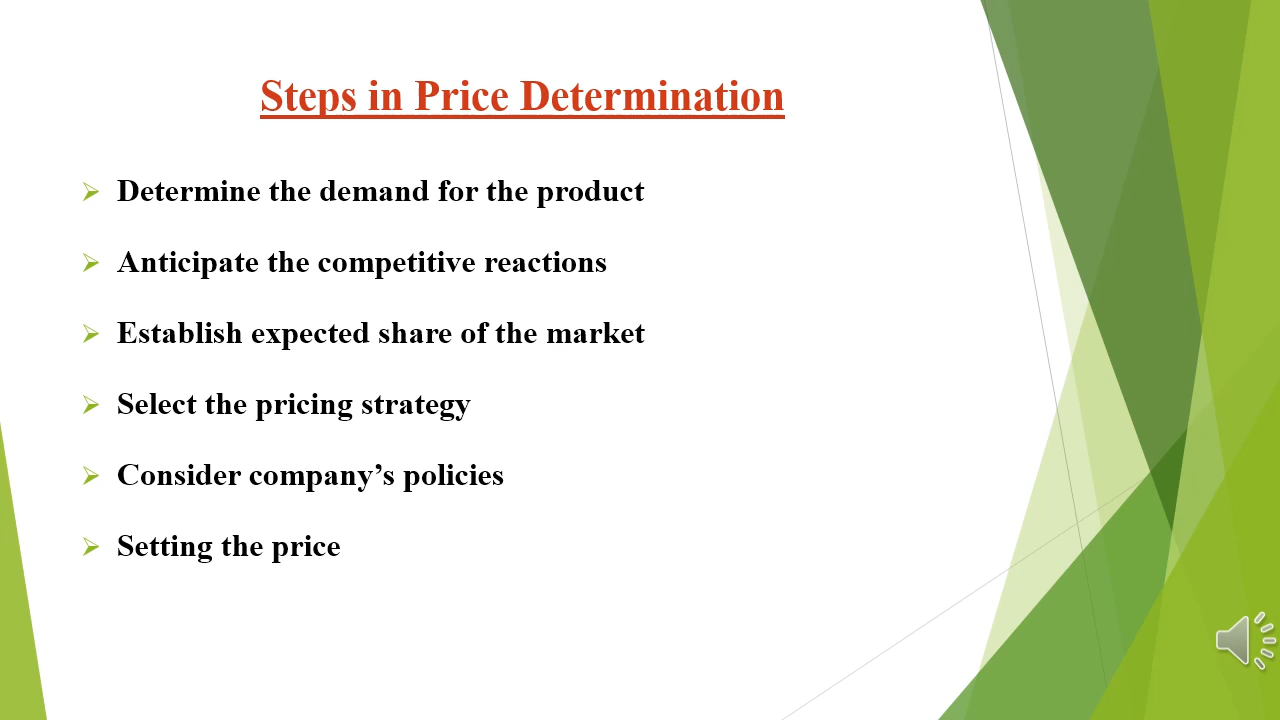 Steps in Price Determination
Determine the demand for the product
Anticipate the competitive reactions
Establish expected share of the market
Select the pricing strategy
Consider company’s policies
Setting the price